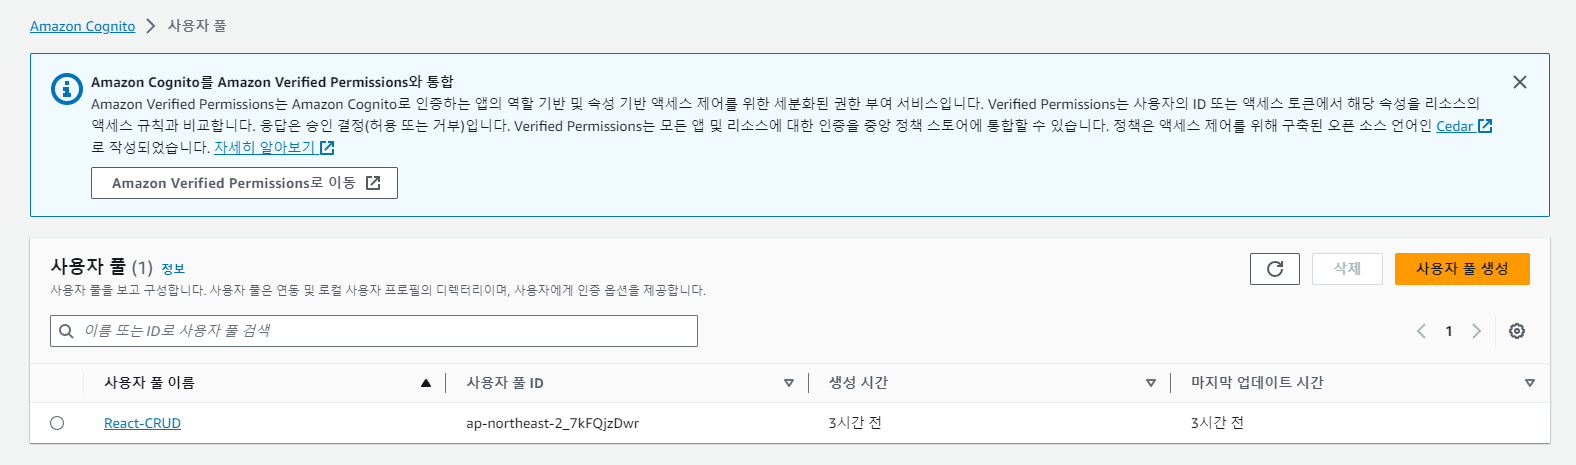 Amazon Cognito > 사용자 풀
Amazon Cognito를 Amazon Verified Permissions와 통합
Amazon Verified Permissions는 Amazon Cognito로 인증하는 앱의 역할 기반 및 속성 기반 액세스 제어를 위한 세분화된 권한 부여 서비스입니다. Verified Permissions는 사용자의 ID 또는 액세스 토큰에서 해당 속성을 리소스의
액세스 규칙과 비교합니다. 응답은 승인 결정(허용 또는 거부)입니다. Verified Permissions는 모든 앱 및 리소스에 대한 인증을 중앙 정책 스토어에 통합할 수 있습니다. 정책은 액세스 제어를 위해 구축된 오픈 소스 언어인 Cedar
로 작성되었습니다. 자세히 알아보기
Amazon Verified Permissions로 이동
사용자 풀 (1) 정보
삭제 사용자 풀 생성
사용자 풀을 보고 구성합니다. 사용자 풀은 연동 및 로컬 사용자 프로필의 디렉터리이며, 사용자에게 인증 옵션을 제공합니다.
이름 또는 ID로 사용자 풀 검색
1
사용자 풀 이름 사용자 풀 ID 생성 시간 마지막 업데이트 시간
React-CRUD ap-northeast-2_7kFQjzDwr 3시간 전 3시간 전